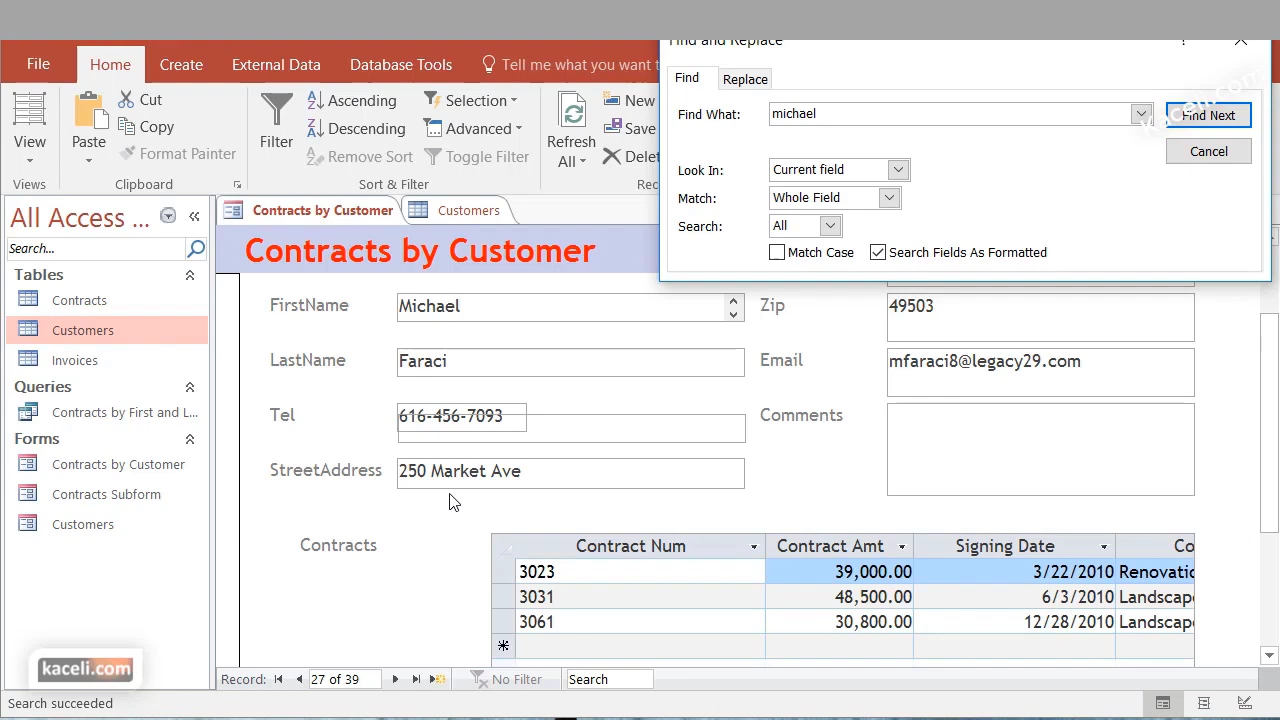 Find and Replace
File
Home
Create
External Data
Database Tools
Tell me what you want t
View
Views
Paste
Cut
Copy
Format Painter
Clipboard
Filter
Ascending
Descending
Remove Sort
Selection
Advanced
Toggle Filter
Sort & Filter
Refresh
All
New
Save
Delet
Rec
Find
Replace
Find What:
michael
Find Next
Cancel
Look In:
Current field
Match:
Whole Field
Search:
All
Match Case
Search Fields As Formatted
kaceli.com
All Access ...
Search...
Tables
Contracts
Customers
Invoices
Queries
Contracts by First and L...
Forms
Contracts by Customer
Contracts Subform
Customers
Contracts by Customer
Customers
Contracts by Customer
FirstName
Michael
Zip
49503
LastName
Faraci
Email
mfaraci8@legacy29.com
Tel
616-456-7093
Comments
StreetAddress
250 Market Ave
Contracts
Contract Num
Contract Amt
Signing Date
Co
3023
39,000.00
3/22/2010
Renovatic
3031
48,500.00
6/3/2010
Landscape
3061
30,800.00
12/28/2010
Landscape
kaceli.com
Record:
27 of 39
No Filter
Search
Search succeeded